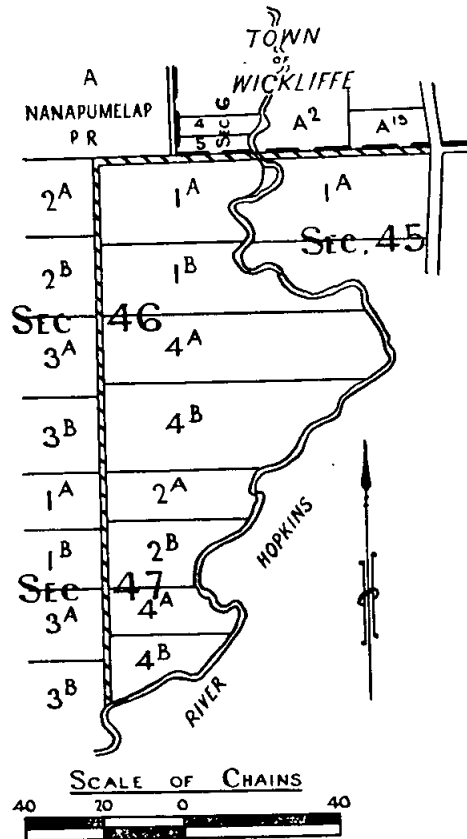 TOWN
OF
WICKLIFFE
A
NANAPUMELAP
P R
4
5
SEC 6
A2
A13
2A
1A
1A
SEC. 45
2B
1B
SEC 46
3A
4A
3B
4B
1A
2A
1B
2B
HOPKINS
SEC 47
3A
4A
4B
3B
RIVER
SCALE OF CHAINS
40 20 0 40